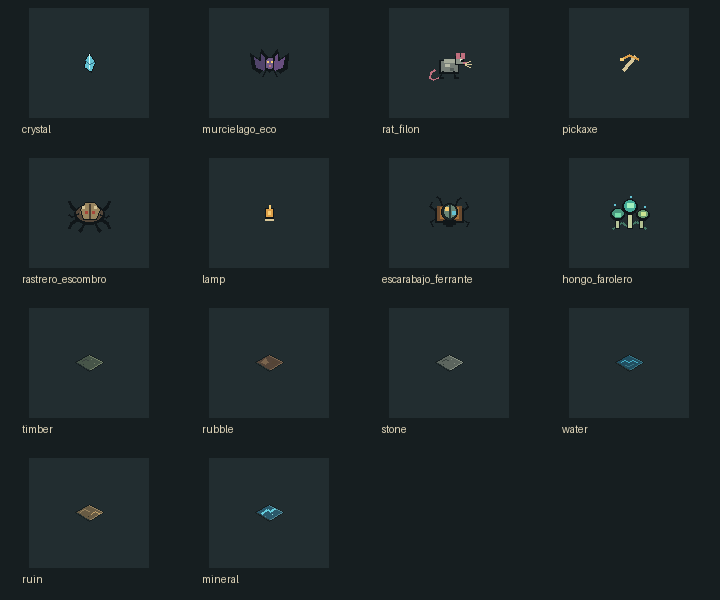 crystal
murcielago_eco
rat_filon
pickaxe
rastrero_escombro
lamp
escarabajo_ferrante
hongo_farolero
timber
rubble
stone
water
ruin
mineral